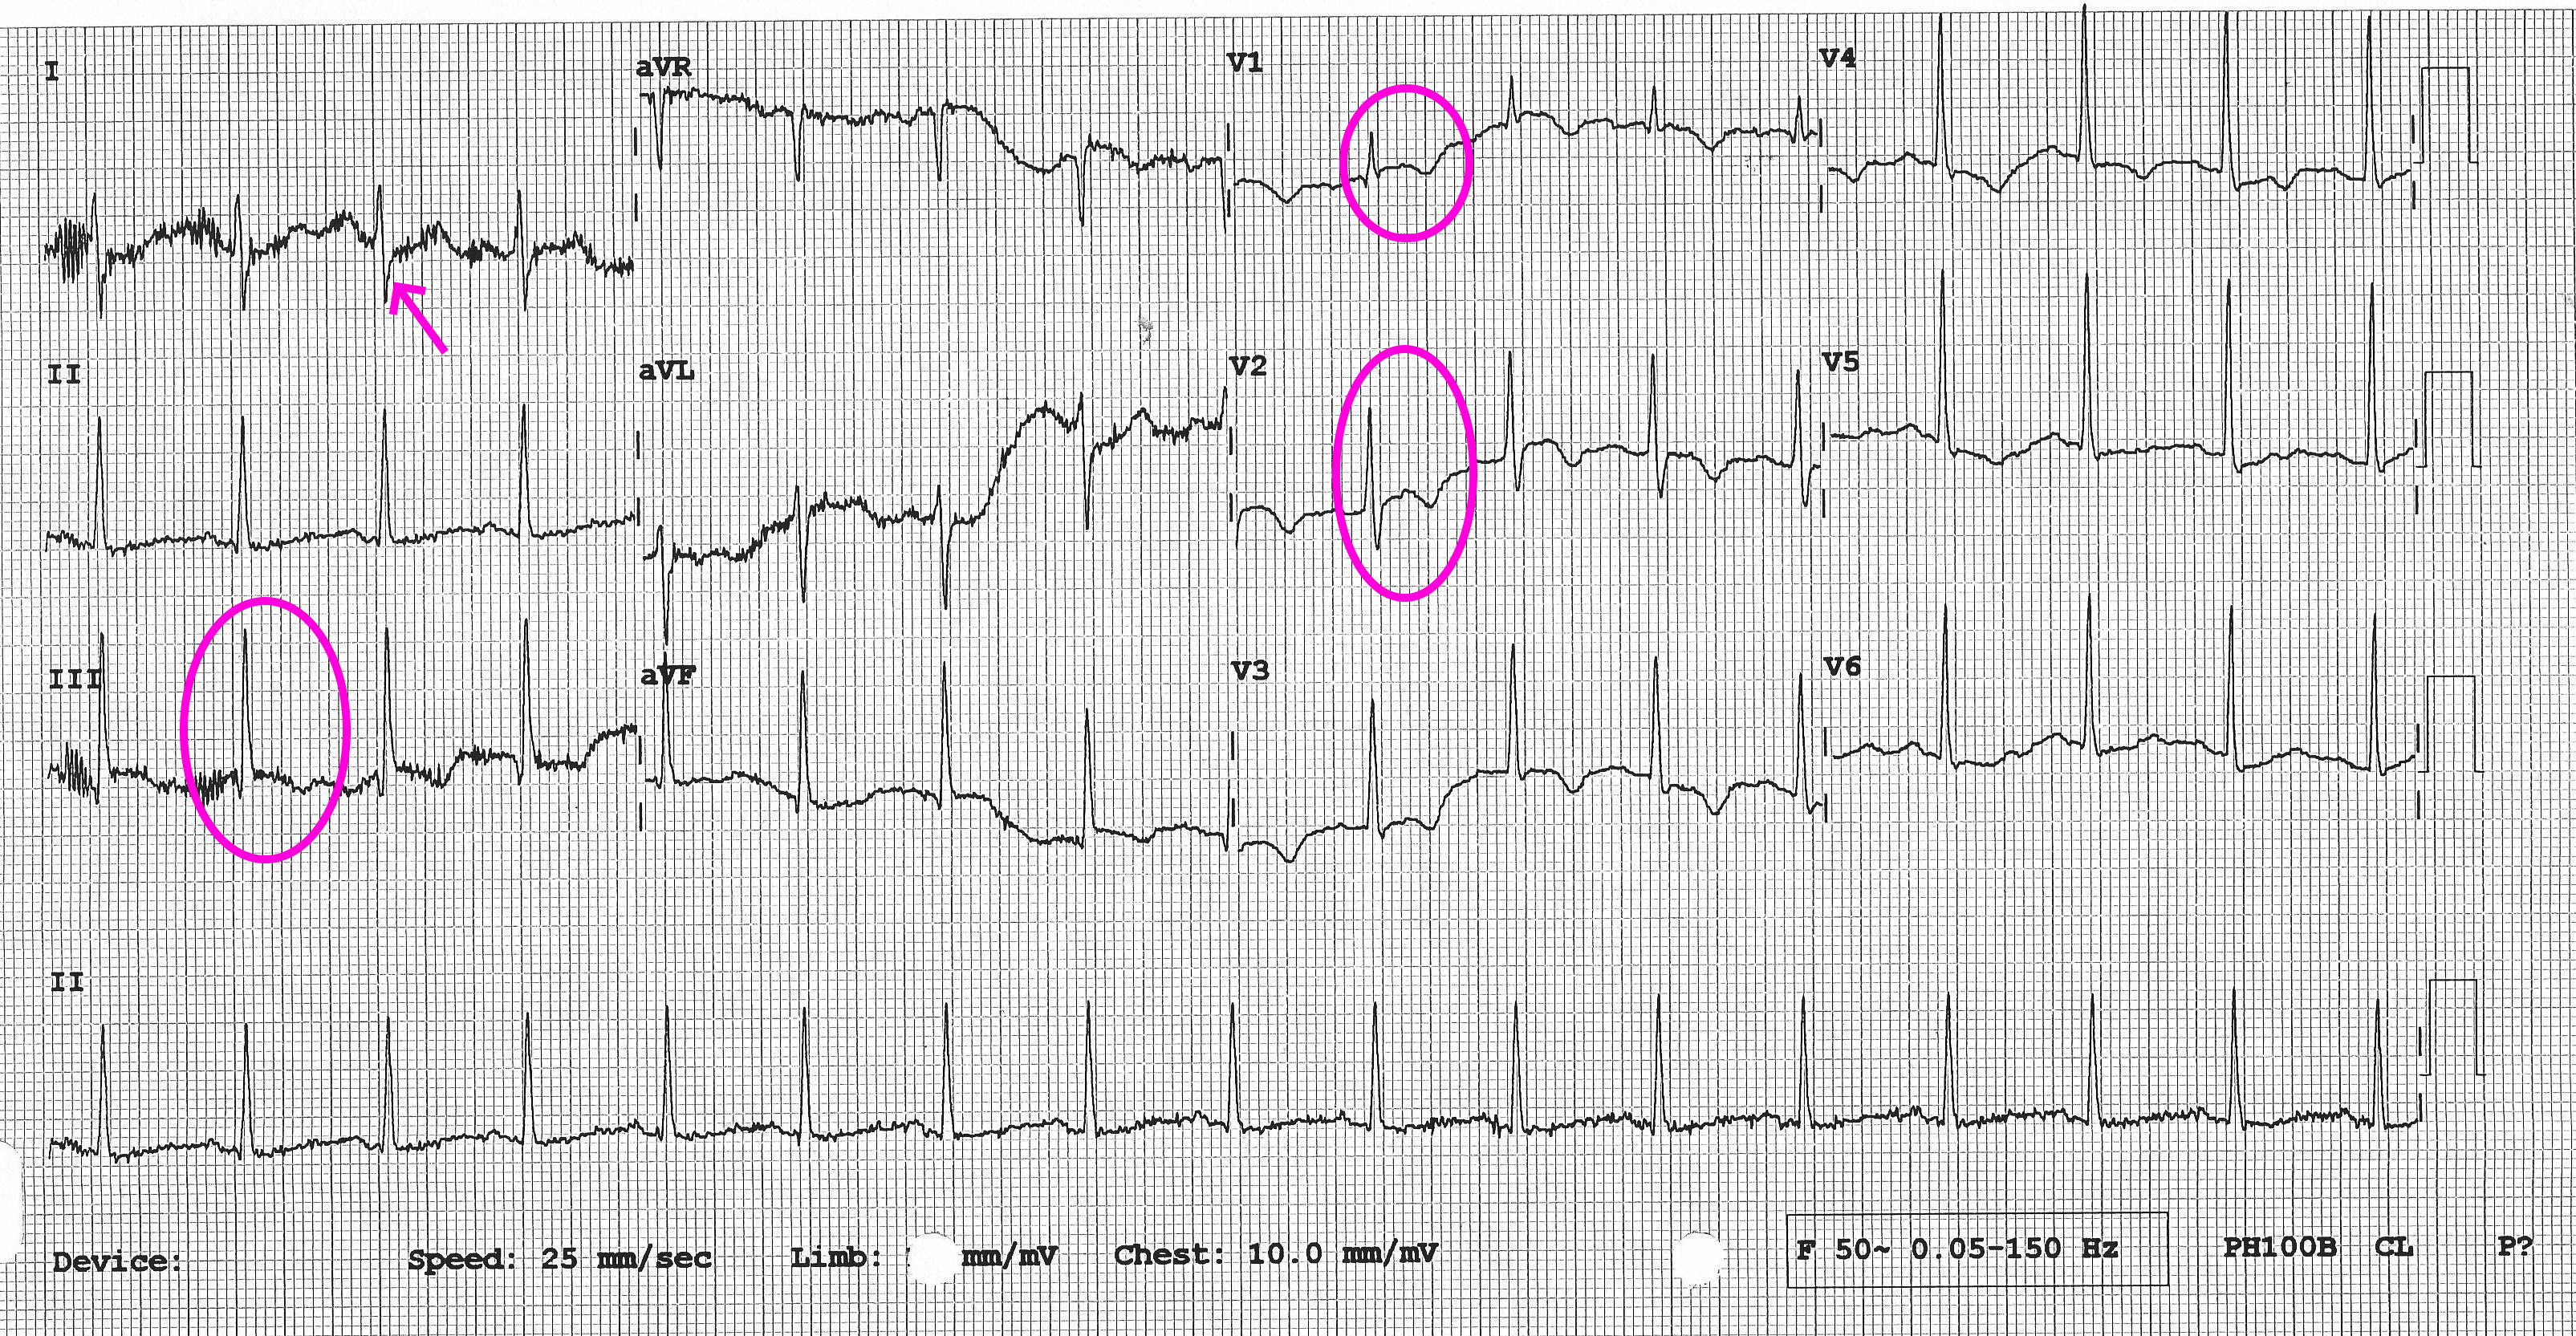 I aVR V1 V4
II aVL V2 V5
III aVF V3 V6
II
Device: Speed: 25 mm/sec Limb: mm/mV Chest: 10.0 mm/mV F 50~ 0.05-150 Hz PH100B CL P?